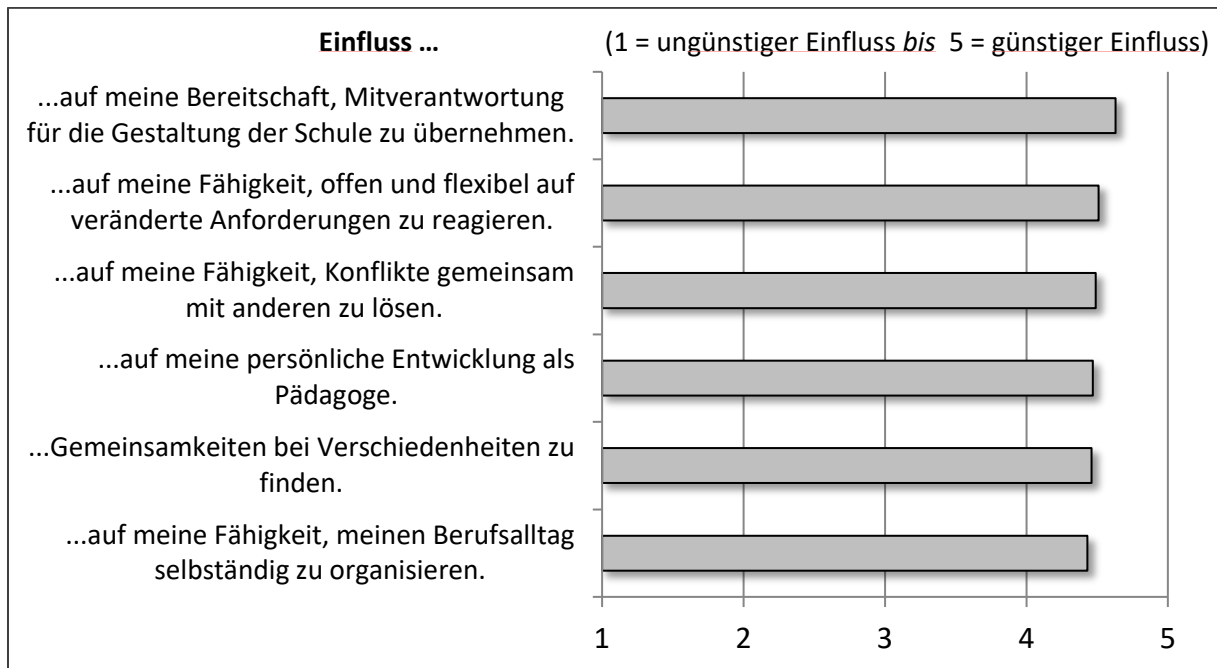 Einfluss … (1 = ungünstiger Einfluss bis 5 = günstiger Einfluss)
...auf meine Bereitschaft, Mitverantwortung
für die Gestaltung der Schule zu übernehmen.
...auf meine Fähigkeit, offen und flexibel auf
veränderte Anforderungen zu reagieren.
...auf meine Fähigkeit, Konflikte gemeinsam
mit anderen zu lösen.
...auf meine persönliche Entwicklung als
Pädagoge.
...Gemeinsamkeiten bei Verschiedenheiten zu
finden.
...auf meine Fähigkeit, meinen Berufsalltag
selbständig zu organisieren.
1 2 3 4 5